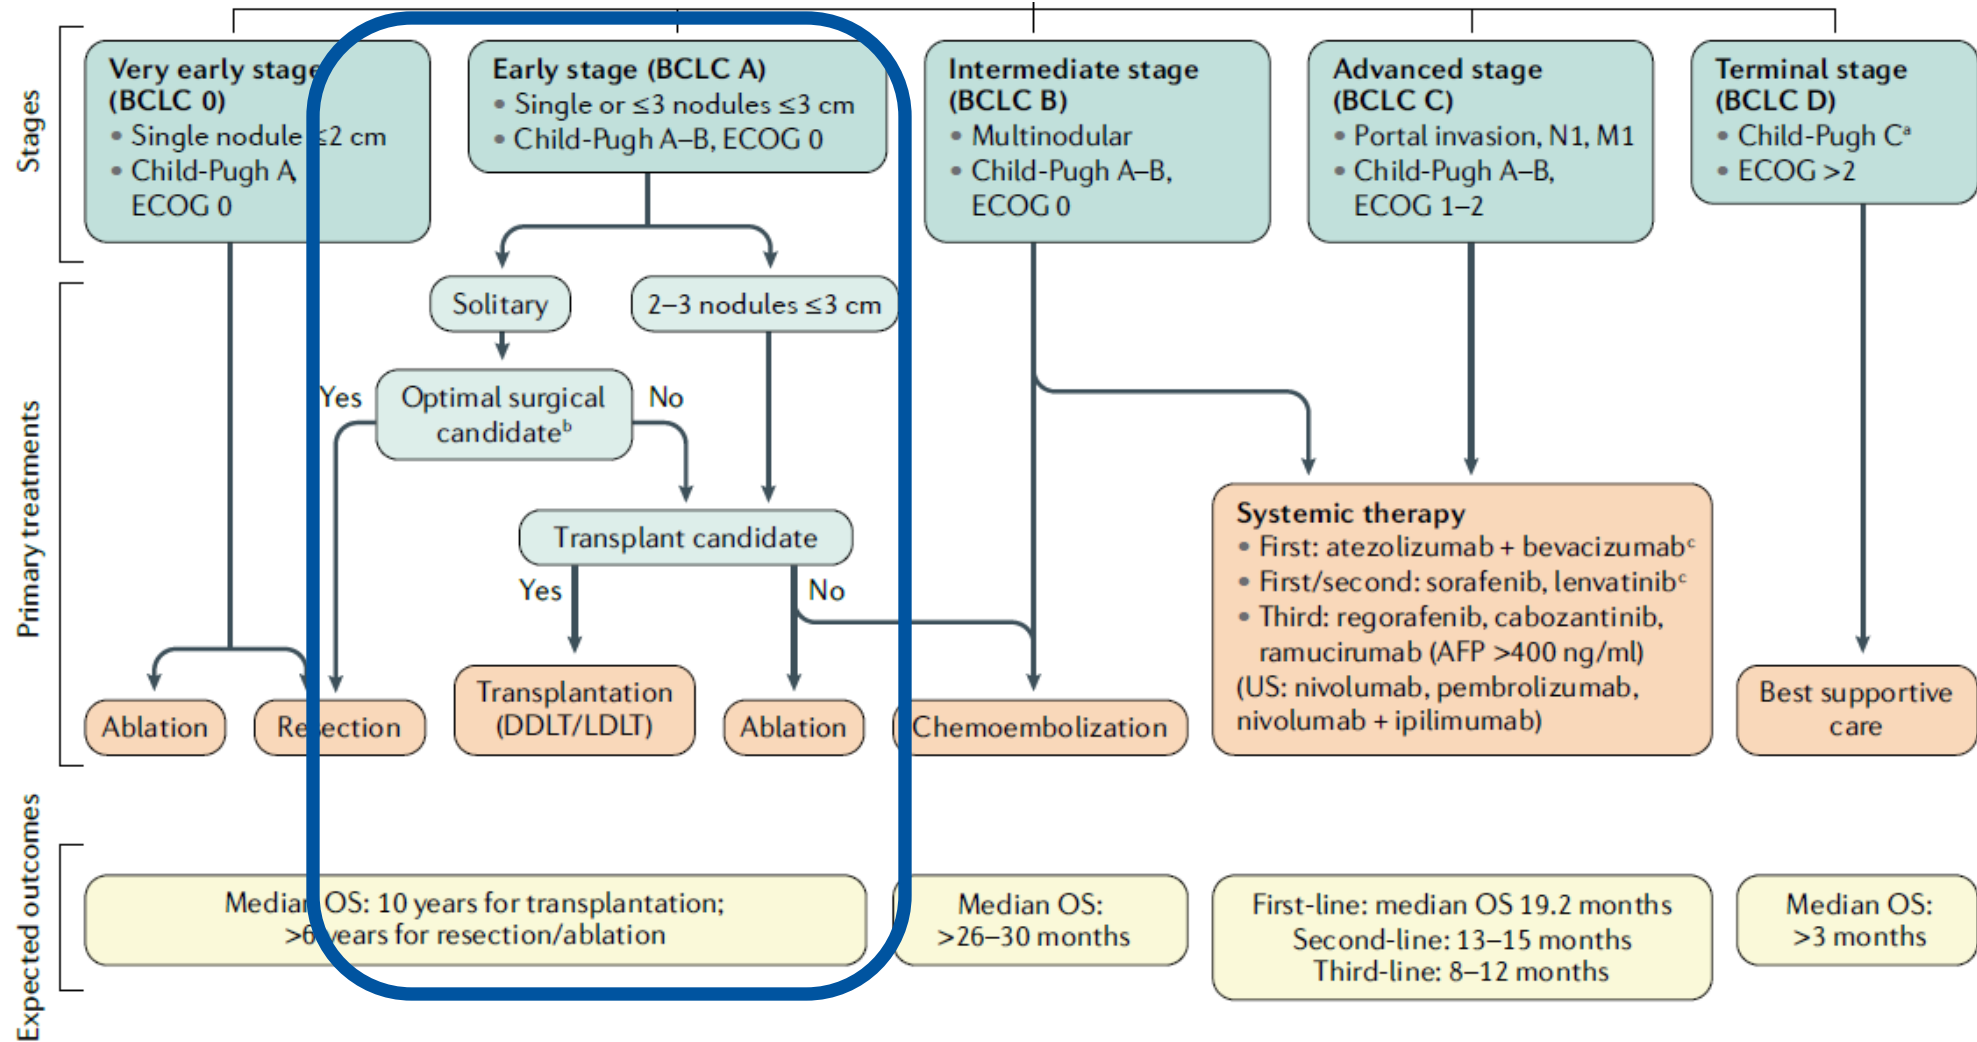 Stages
Very early stage
(BCLC 0)
• Single nodule ≤2 cm
• Child-Pugh A,
ECOG 0
Early stage (BCLC A)
• Single or ≤3 nodules ≤3 cm
• Child-Pugh A–B, ECOG 0
Intermediate stage
(BCLC B)
• Multinodular
• Child-Pugh A–B,
ECOG 0
Advanced stage
(BCLC C)
• Portal invasion, N1, M1
• Child-Pugh A–B,
ECOG 1–2
Terminal stage
(BCLC D)
• Child-Pugh Cᵃ
• ECOG >2
Primary treatments
Solitary
2–3 nodules ≤3 cm
Yes
Optimal surgical
candidateᵇ
No
Transplant candidate
Yes
No
Ablation
Resection
Transplantation
(DDLT/LDLT)
Ablation
Chemoembolization
Systemic therapy
• First: atezolizumab + bevacizumabᶜ
• First/second: sorafenib, lenvatinibᶜ
• Third: regorafenib, cabozantinib,
ramucirumab (AFP >400 ng/ml)
(US: nivolumab, pembrolizumab,
nivolumab + ipilimumab)
Best supportive
care
Expected outcomes
Median OS: 10 years for transplantation;
>6 years for resection/ablation
Median OS:
>26–30 months
First-line: median OS 19.2 months
Second-line: 13–15 months
Third-line: 8–12 months
Median OS:
>3 months